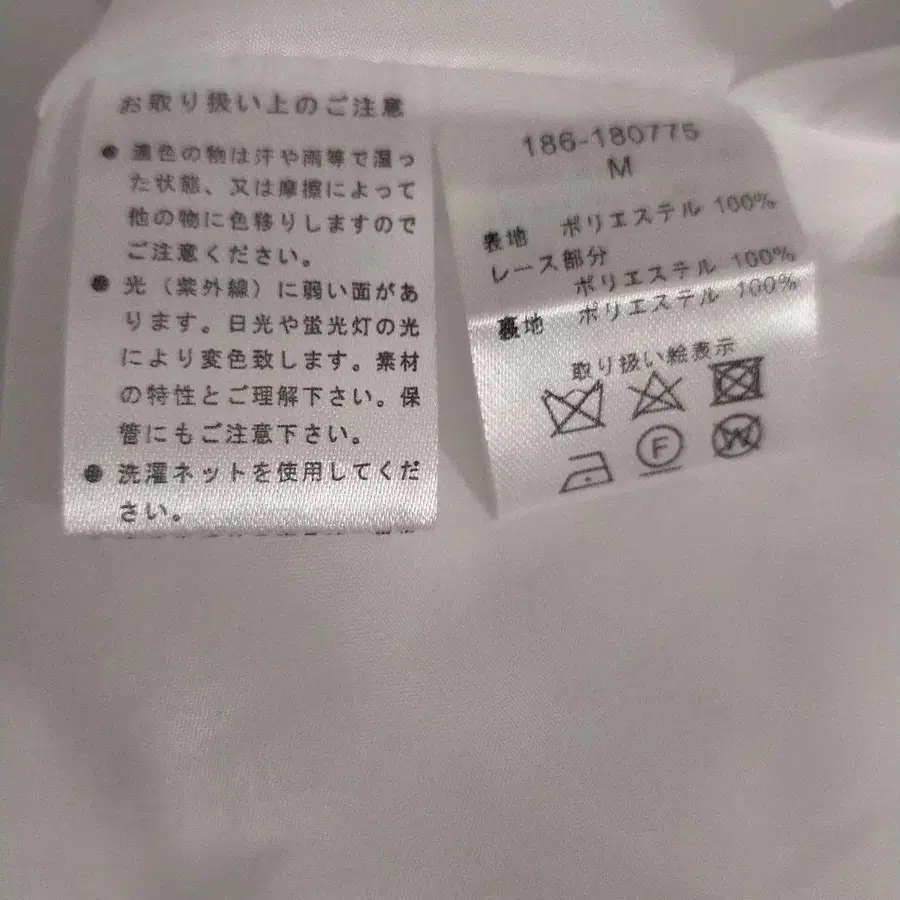 お取り扱い上のご注意
● 濃色の物は汗や雨等で湿っ
た状態、又は摩擦によって
他の物に色移りしますので
ご注意ください。
● 光（紫外線）に弱い面があ
ります。日光や蛍光灯の光
により変色致します。素材
の特性とご理解下さい。保
管にもご注意下さい。
● 洗濯ネットを使用してくだ
さい。
186-180775
M
表地 ポリエステル 100%
レース部分
ポリエステル 100%
裏地 ポリエステル 100%
取り扱い絵表示
F
W